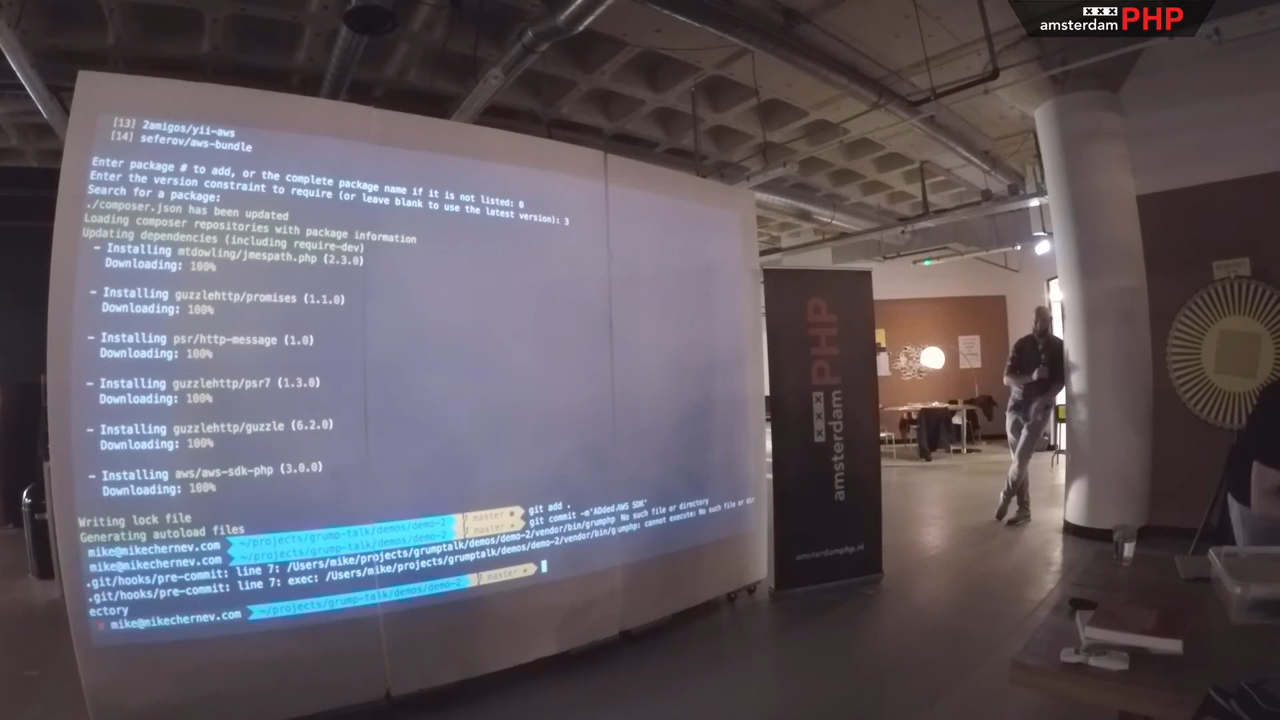 amsterdamPHP
[13] 2amigos/yii-aws
[14] seferov/aws-bundle
Enter package # to add, or the complete package name if it is not listed: 0
Enter the version constraint to require (or leave blank to use the latest version): 3
Search for a package:
./composer.json has been updated
Loading composer repositories with package information
Updating dependencies (including require-dev)
- Installing mtdowling/jmespath.php (2.3.0)
Downloading: 100%
- Installing guzzlehttp/promises (1.1.0)
Downloading: 100%
- Installing psr/http-message (1.0)
Downloading: 100%
- Installing guzzlehttp/psr7 (1.3.0)
Downloading: 100%
- Installing guzzlehttp/guzzle (6.2.0)
Downloading: 100%
- Installing aws/aws-sdk-php (3.0.0)
Downloading: 100%
Writing lock file
Generating autoload files
mike@mikechernev.com ~/projects/grump-talk/demos/demo-2 master git add .
mike@mikechernev.com ~/projects/grump-talk/demos/demo-2 master git commit -m'ADded AWS SDK'
.git/hooks/pre-commit: line 7: /Users/mike/projects/grumptalk/demos/demo-2/vendor/bin/grumphp No such file or directory
.git/hooks/pre-commit: line 7: exec: /Users/mike/projects/grumptalk/demos/demo-2/vendor/bin/grumphp: cannot execute: No such file or dir
ectory
mike@mikechernev.com ~/projects/grump-talk/demos/demo-2 master
amsterdamPHP
amsterdamphp.nl